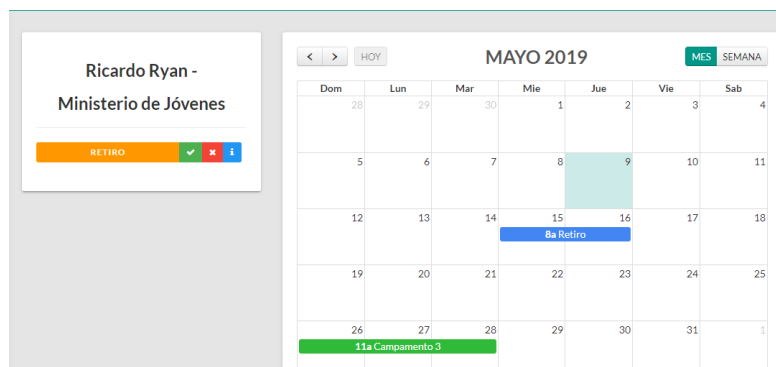 Ricardo Ryan -
Ministerio de Jóvenes
RETIRO
HOY
MAYO 2019
MES SEMANA
Dom Lun Mar Mie Jue Vie Sab
28 29 30 1 2 3 4
5 6 7 8 9 10 11
12 13 14 15 16 17 18
8a Retiro
19 20 21 22 23 24 25
26 27 28 29 30 31 1
11a Campamento 3